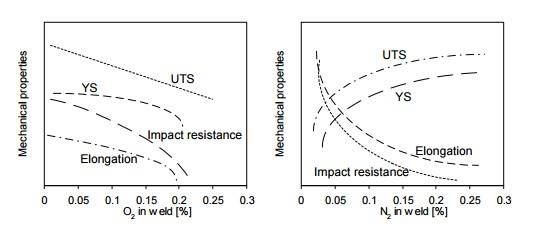 Mechanical properties
UTS
YS
Impact resistance
Elongation
0 0.05 0.1 0.15 0.2 0.25 0.3
O2 in weld [%]
Mechanical properties
UTS
YS
Elongation
Impact resistance
0 0.05 0.1 0.15 0.2 0.25 0.3
N2 in weld [%]